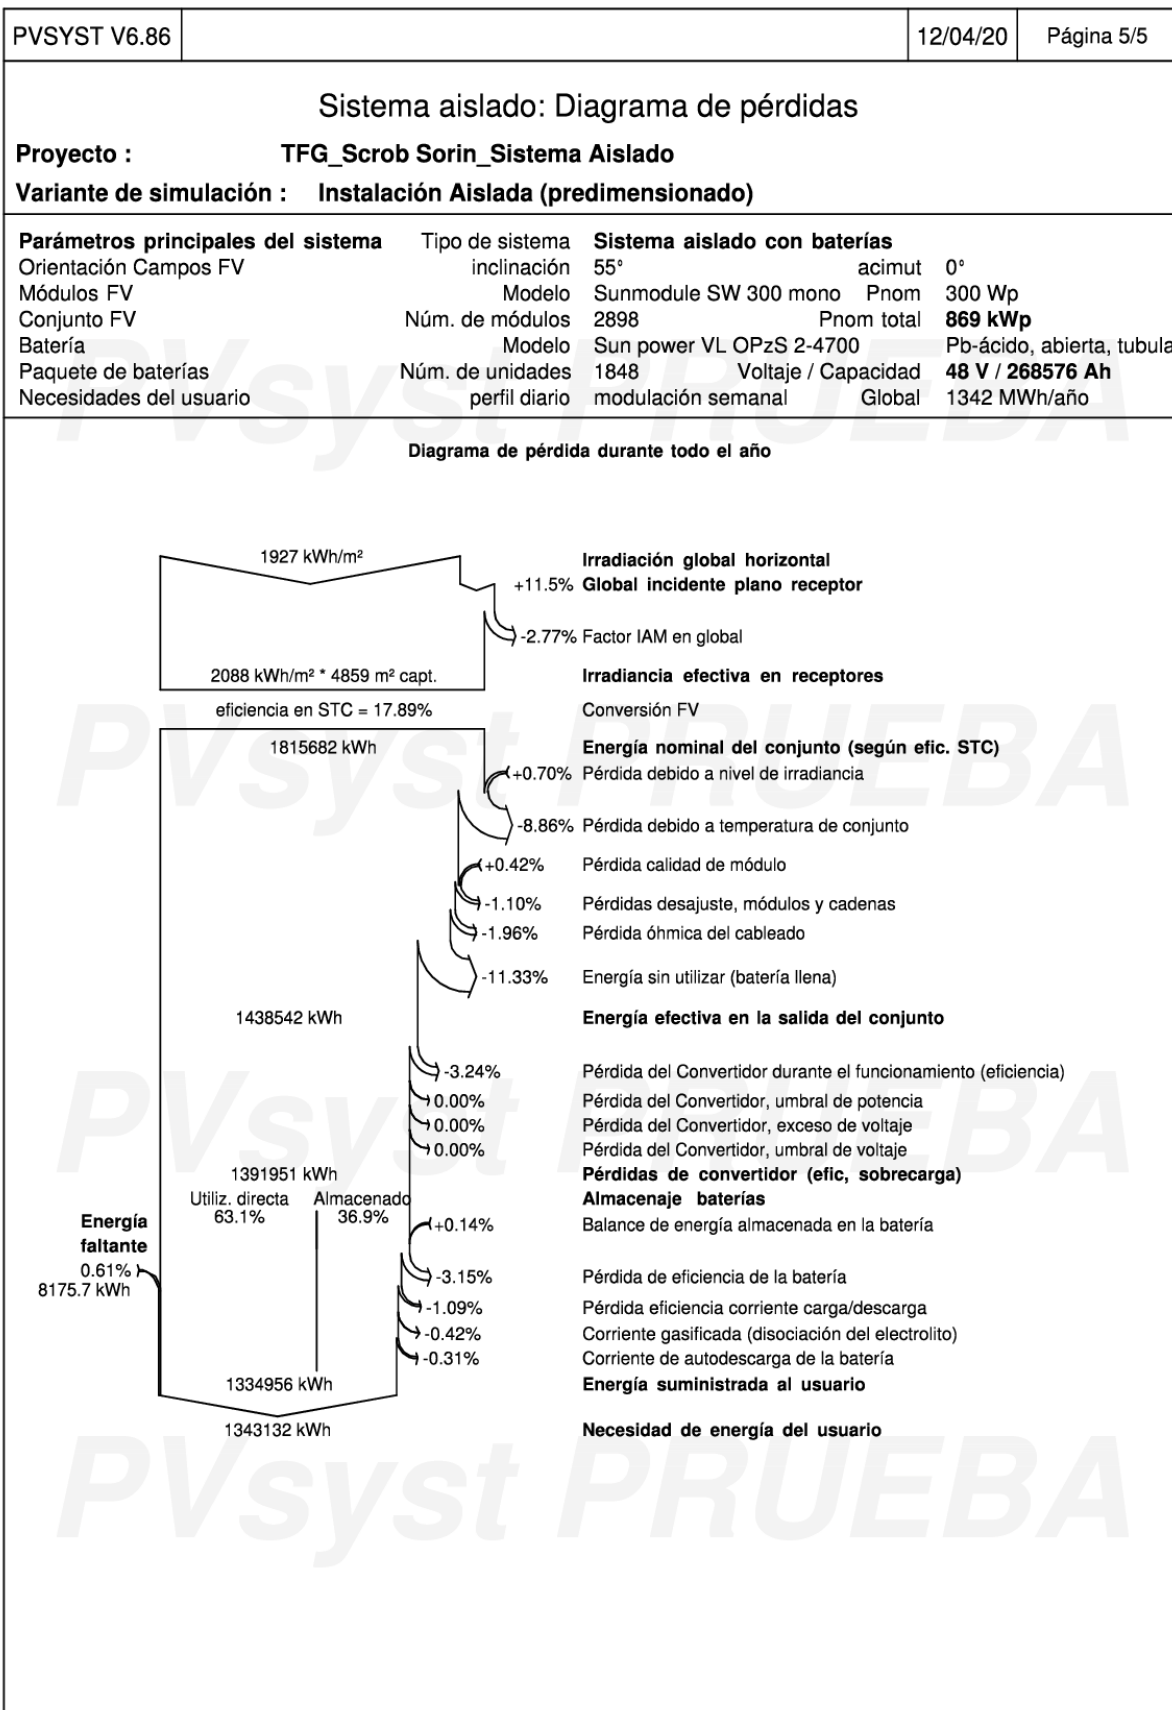 PVSYST V6.86 12/04/20 Página 5/5
Sistema aislado: Diagrama de pérdidas
Proyecto : TFG_Scrob Sorin_Sistema Aislado
Variante de simulación : Instalación Aislada (predimensionado)
Parámetros principales del sistema Tipo de sistema Sistema aislado con baterías
Orientación Campos FV inclinación 55° acimut 0°
Módulos FV Modelo Sunmodule SW 300 mono Pnom 300 Wp
Conjunto FV Núm. de módulos 2898 Pnom total 869 kWp
Batería Modelo Sun power VL OPzS 2-4700 Pb-ácido, abierta, tubula
Paquete de baterías Núm. de unidades 1848 Voltaje / Capacidad 48 V / 268576 Ah
Necesidades del usuario perfil diario modulación semanal Global 1342 MWh/año
PVsyst PRUEBA
Diagrama de pérdida durante todo el año
1927 kWh/m² Irradiación global horizontal
+11.5% Global incidente plano receptor
-2.77% Factor IAM en global
2088 kWh/m² * 4859 m² capt. Irradiancia efectiva en receptores
eficiencia en STC = 17.89% Conversión FV
1815682 kWh Energía nominal del conjunto (según efic. STC)
PVsyst PRUEBA
+0.70% Pérdida debido a nivel de irradiancia
-8.86% Pérdida debido a temperatura de conjunto
+0.42% Pérdida calidad de módulo
-1.10% Pérdidas desajuste, módulos y cadenas
-1.96% Pérdida óhmica del cableado
-11.33% Energía sin utilizar (batería llena)
1438542 kWh Energía efectiva en la salida del conjunto
-3.24% Pérdida del Convertidor durante el funcionamiento (eficiencia)
0.00% Pérdida del Convertidor, umbral de potencia
PVsyst PRUEBA
0.00% Pérdida del Convertidor, exceso de voltaje
0.00% Pérdida del Convertidor, umbral de voltaje
1391951 kWh Pérdidas de convertidor (efic, sobrecarga)
Utiliz. directa Almacenado Almacenaje baterías
63.1% 36.9%
Energía faltante
+0.14% Balance de energía almacenada en la batería
0.61%
8175.7 kWh
-3.15% Pérdida de eficiencia de la batería
-1.09% Pérdida eficiencia corriente carga/descarga
-0.42% Corriente gasificada (disociación del electrolito)
-0.31% Corriente de autodescarga de la batería
1334956 kWh Energía suministrada al usuario
1343132 kWh Necesidad de energía del usuario
PVsyst PRUEBA